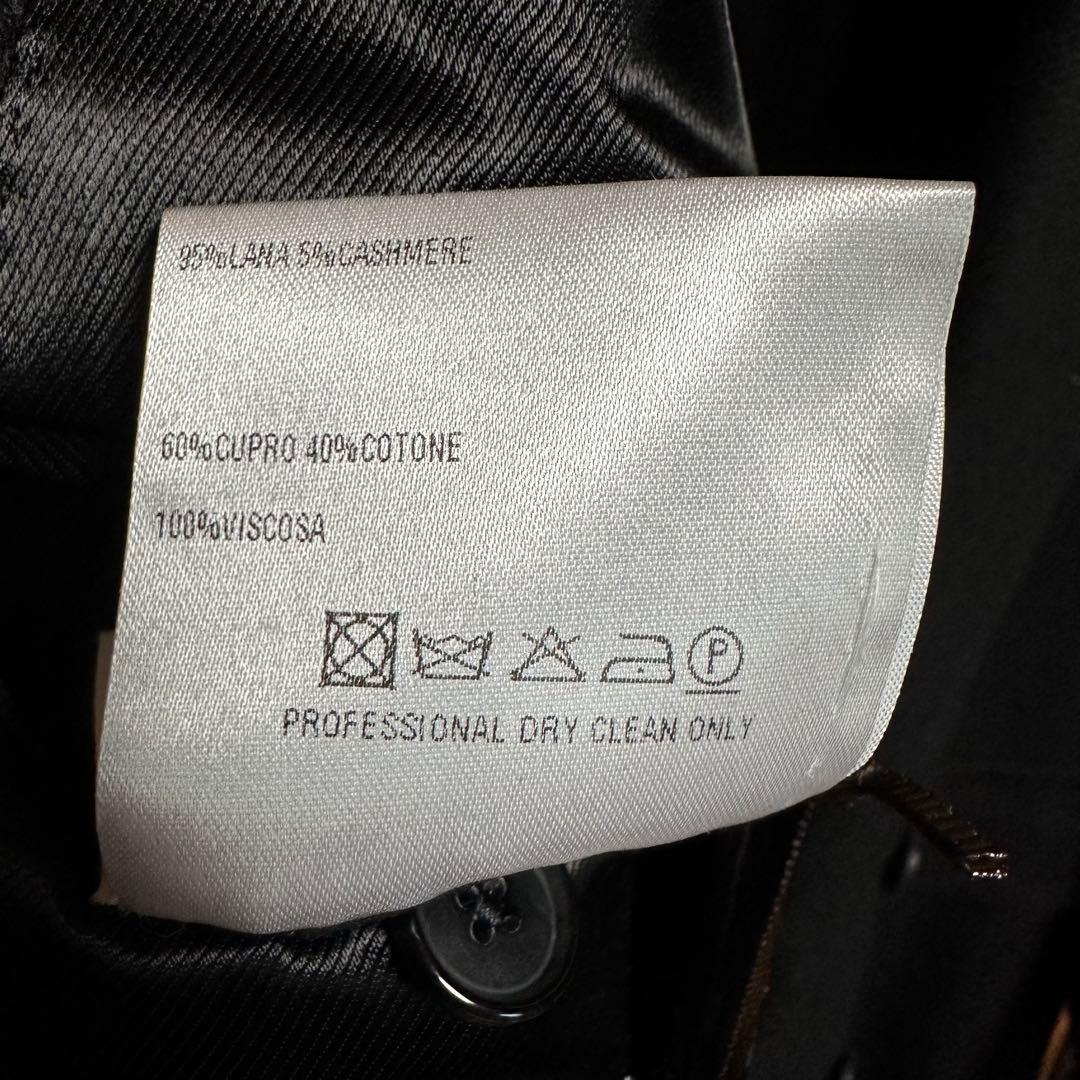 95%LANA 5%CASHMERE
60%CUPRO 40%COTONE
100%VISCOSA
P
PROFESSIONAL DRY CLEAN ONLY